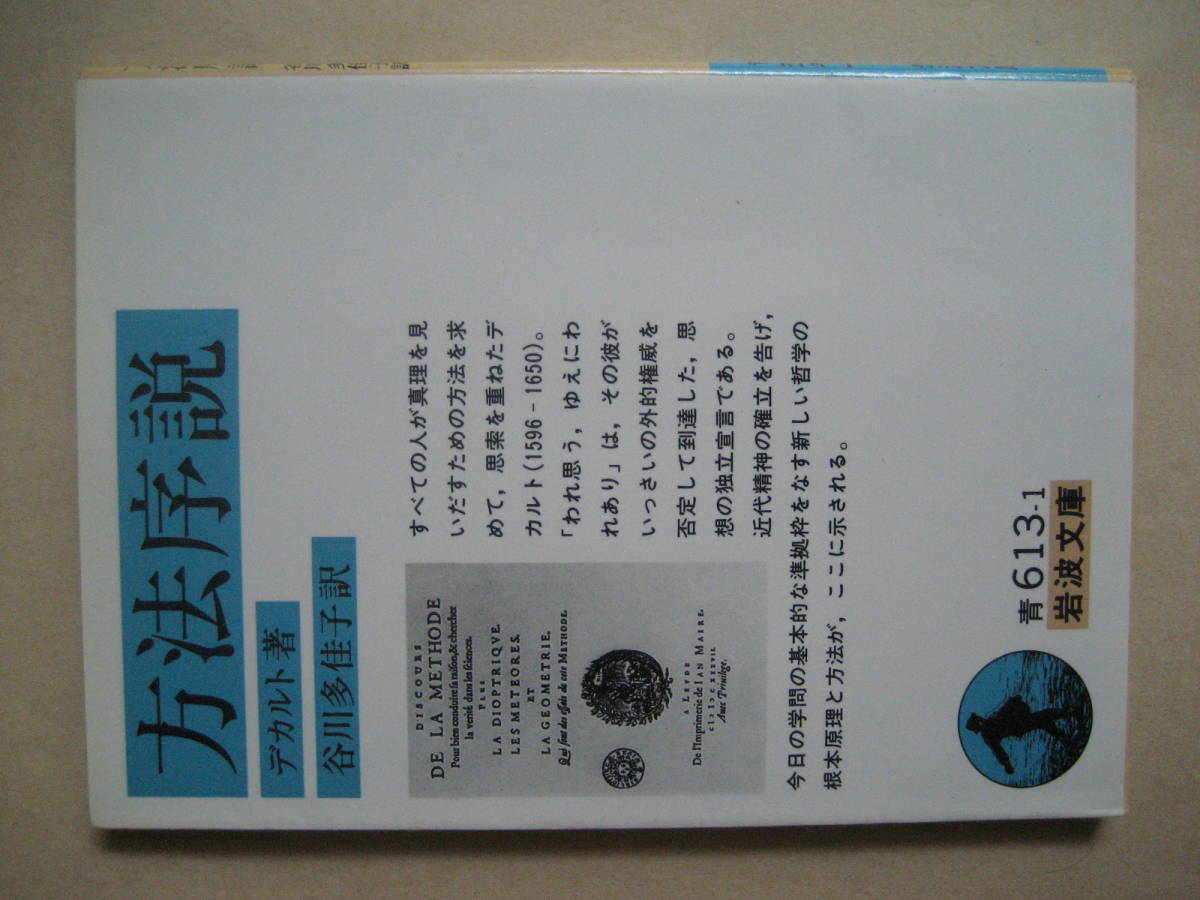 方法序説
デカルト著
谷川多佳子訳
DISCOURS
DE LA METHODE
Pour bien conduire sa raison, & chercher
la verité dans les sciences.
PLUS
LA DIOPTRIQVE.
LES METEORES.
ET
LA GEOMETRIE.
Qui sont des essais de cete METHODE.
A LEYDE
De l'Imprimerie de IAN MAIRE.
Auec Priuilege.
すべての人が真理を見
いだすための方法を求
めて，思索を重ねたデ
カルト(1596-1650)。
「われ思う，ゆえにわ
れあり」は，その彼が
いっさいの外的権威を
否定して到達した，思
想の独立宣言である。
近代精神の確立を告げ，
今日の学問の基本的な準拠枠をなす新しい哲学の
根本原理と方法が，ここに示される。
青613-1
岩波文庫